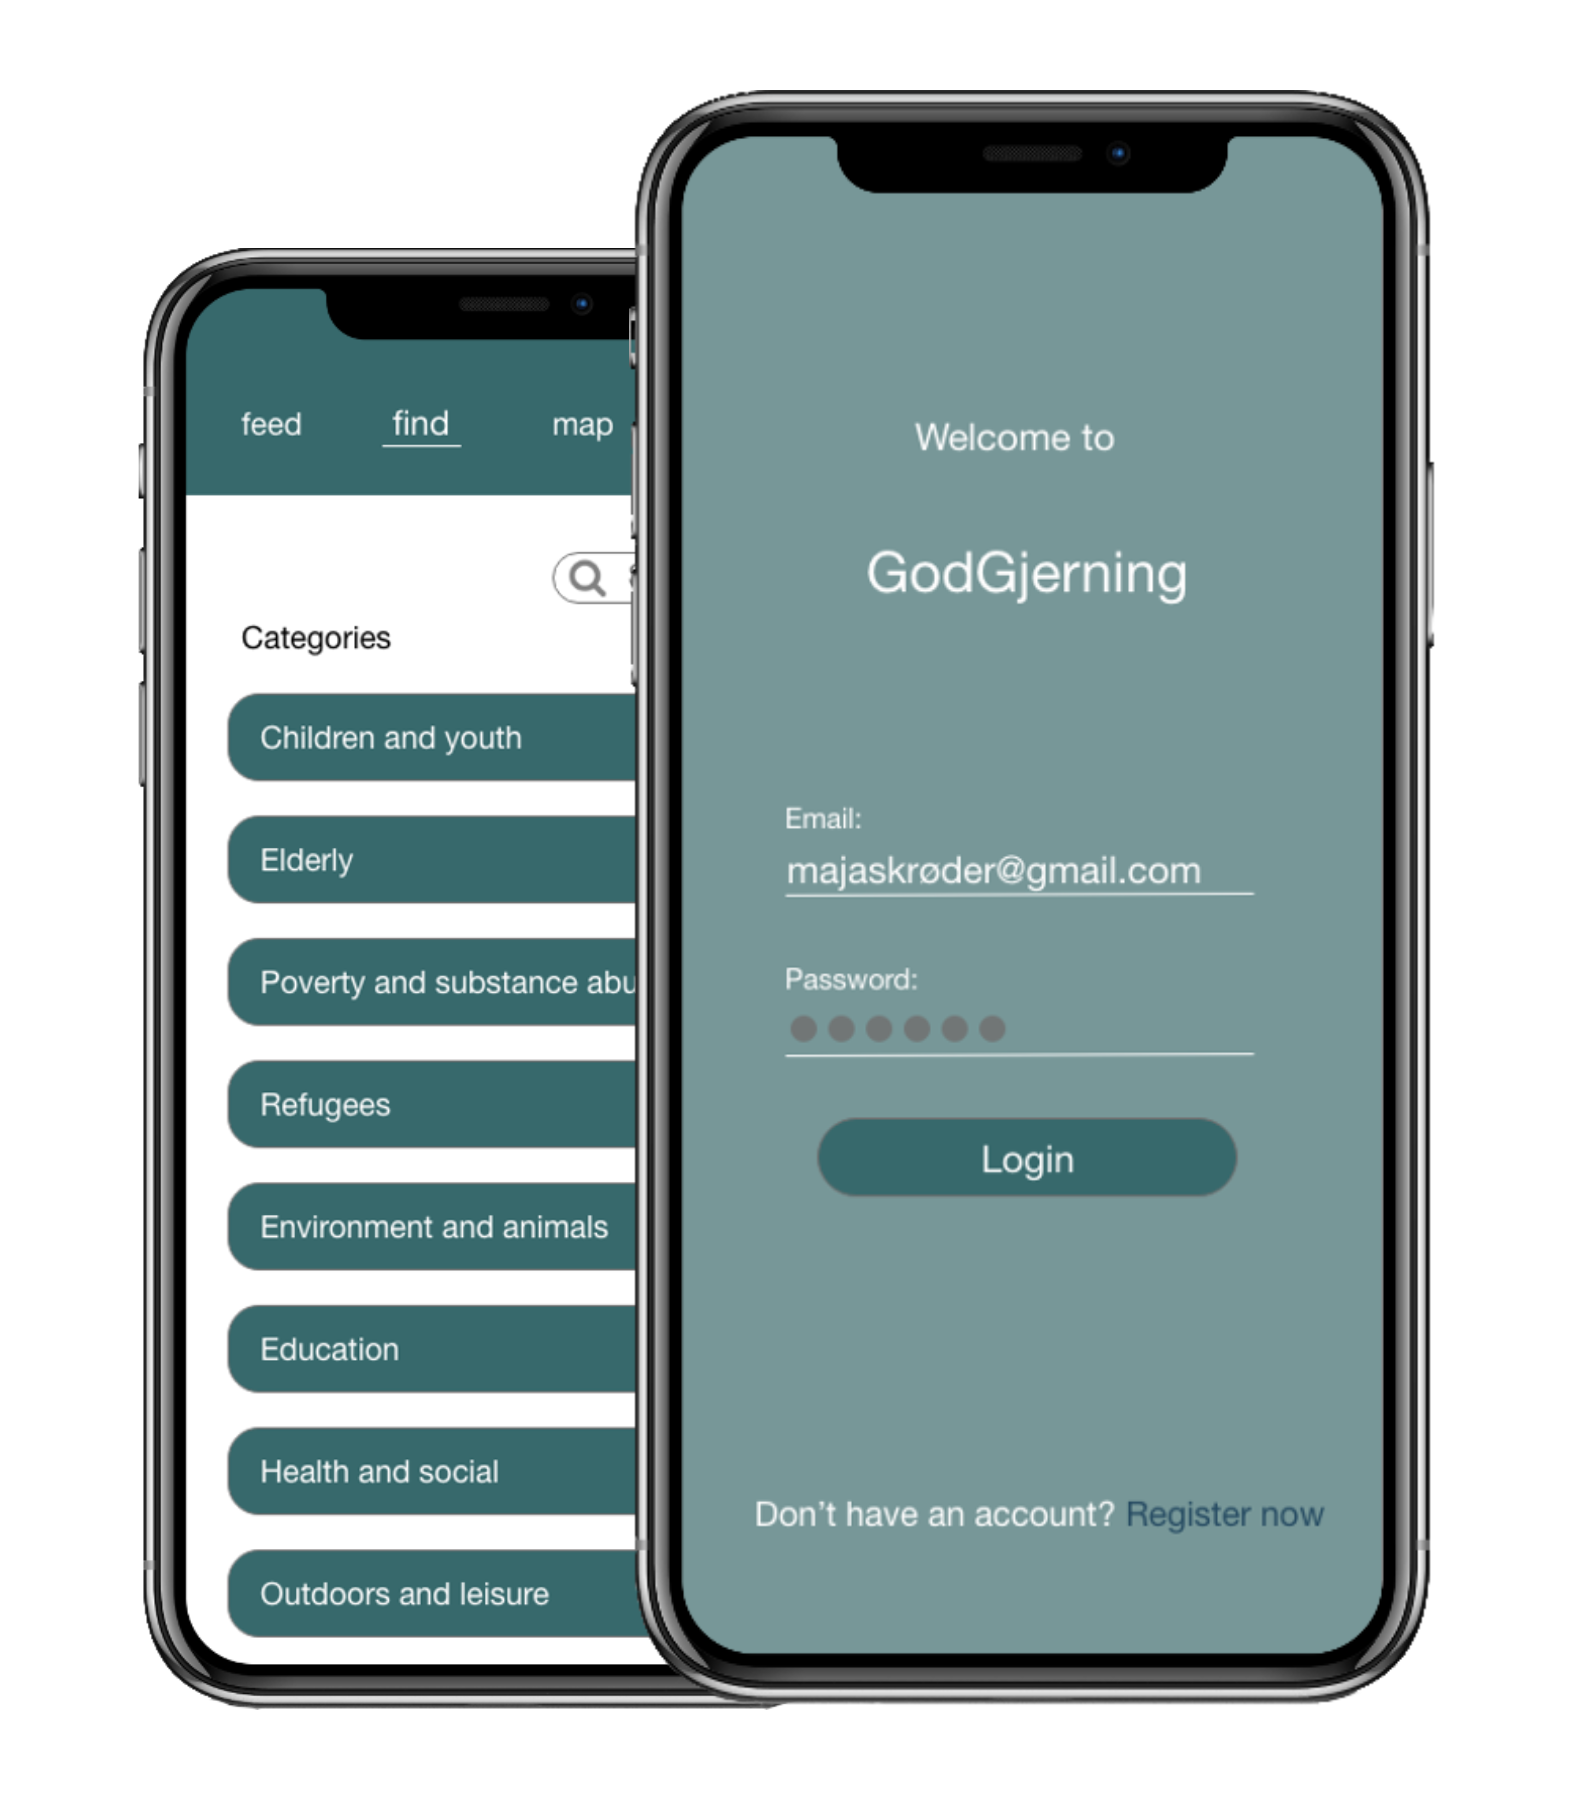 feed find map
Categories
Children and youth
Elderly
Poverty and substance
Refugees
Environment and animals
Education
Health and social
Outdoors and leisure
Welcome to
GodGjerning
Email:
majaskrøder@gmail.com
Password:
Login
Don’t have an account? Register now